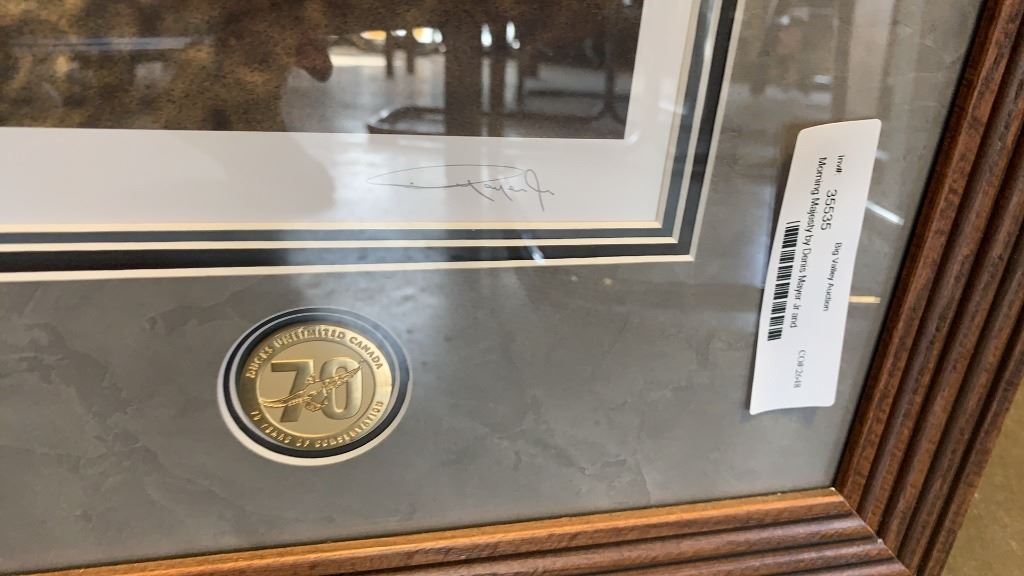 DUCKS UNLIMITED CANADA
70
70 YEARS OF CONSERVATION
Inv#: 35535 Big Valley Auction
Morning Majesty by Denis Mayer Jr and
CO#:2648